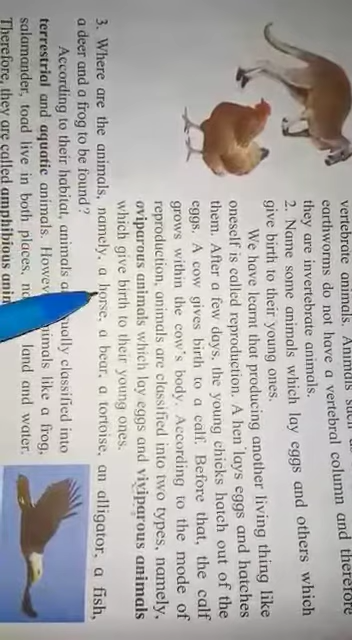 vertebrate animals. Animals such
earthworms do not have a vertebral column and therefore
they are invertebrate animals.
2. Name some animals which lay eggs and others which
give birth to their young ones.
We have learnt that producing another living thing like
oneself is called reproduction. A hen lays eggs and hatches
them. After a few days, the young chicks hatch out of the
eggs. A cow gives birth to a calf. Before that, the calf
grows within the cow's body. According to the mode of
reproduction, animals are classified into two types, namely,
oviparous animals which lay eggs and viviparous animals
which give birth to their young ones.
3. Where are the animals, namely, a horse, a bear, a tortoise, an alligator, a fish,
a deer and a frog to be found?
According to their habitat, animals classified into
terrestrial and aquatic animals. animals like a frog,
salamander, toad live in both places, land and water.
Therefore, they are called amphibious